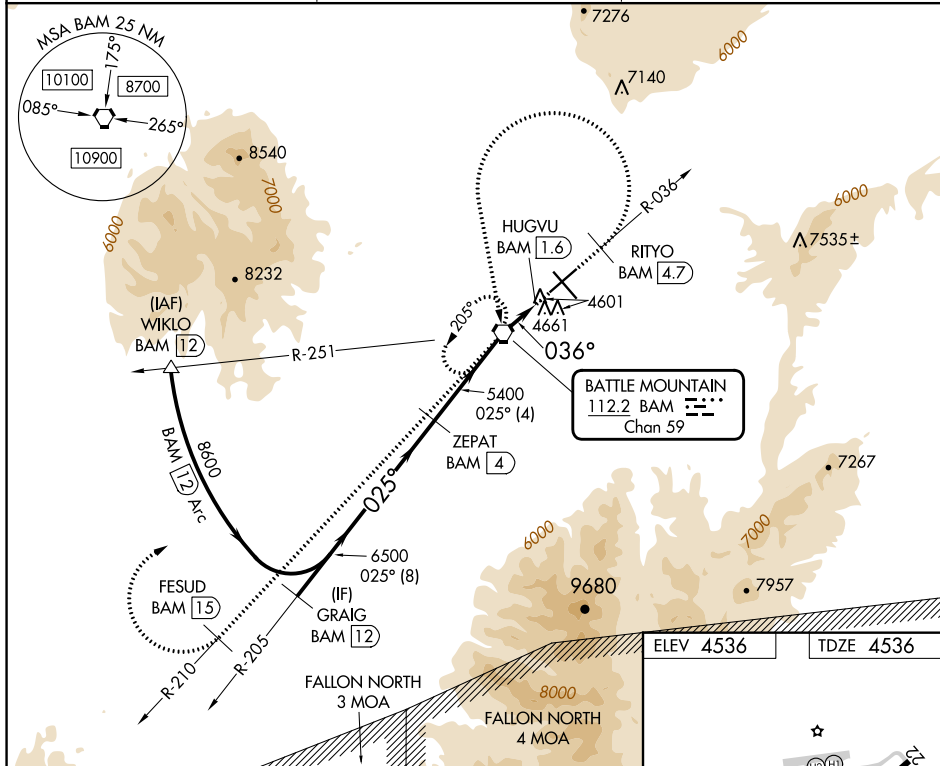 MSA BAM 25 NM
175°
10100
8700
085°
265°
10900
7276
6000
7140
8540
7000
6000
8232
HUGVU
BAM 1.6
R-036
RITYO
BAM 4.7
6000
7535±
4601
4661
(IAF)
WIKLO
BAM 12
R-251
205°
036°
BATTLE MOUNTAIN
112.2 BAM
Chan 59
5400
025° (4)
ZEPAT
BAM 4
8600
BAM 12 Arc
025°
7267
7000
6000
6500
025° (8)
FESUD
BAM 15
(IF)
GRAIG
BAM 12
9680
7957
R-210
R-205
FALLON NORTH
3 MOA
8000
FALLON NORTH
4 MOA
ELEV 4536
TDZE 4536
22